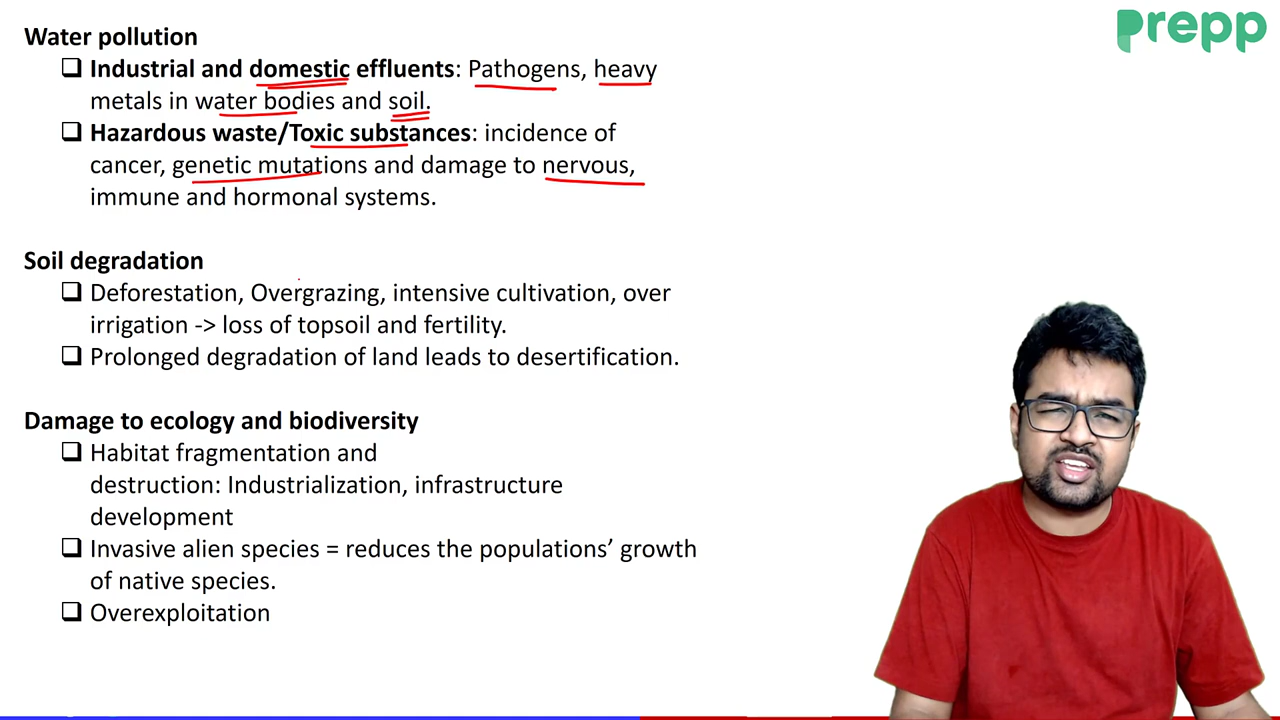 prepp
Water pollution
❑ Industrial and domestic effluents: Pathogens, heavy
metals in water bodies and soil.
❑ Hazardous waste/Toxic substances: incidence of
cancer, genetic mutations and damage to nervous,
immune and hormonal systems.
Soil degradation
❑ Deforestation, Overgrazing, intensive cultivation, over
irrigation -> loss of topsoil and fertility.
❑ Prolonged degradation of land leads to desertification.
Damage to ecology and biodiversity
❑ Habitat fragmentation and
destruction: Industrialization, infrastructure
development
❑ Invasive alien species = reduces the populations’ growth
of native species.
❑ Overexploitation